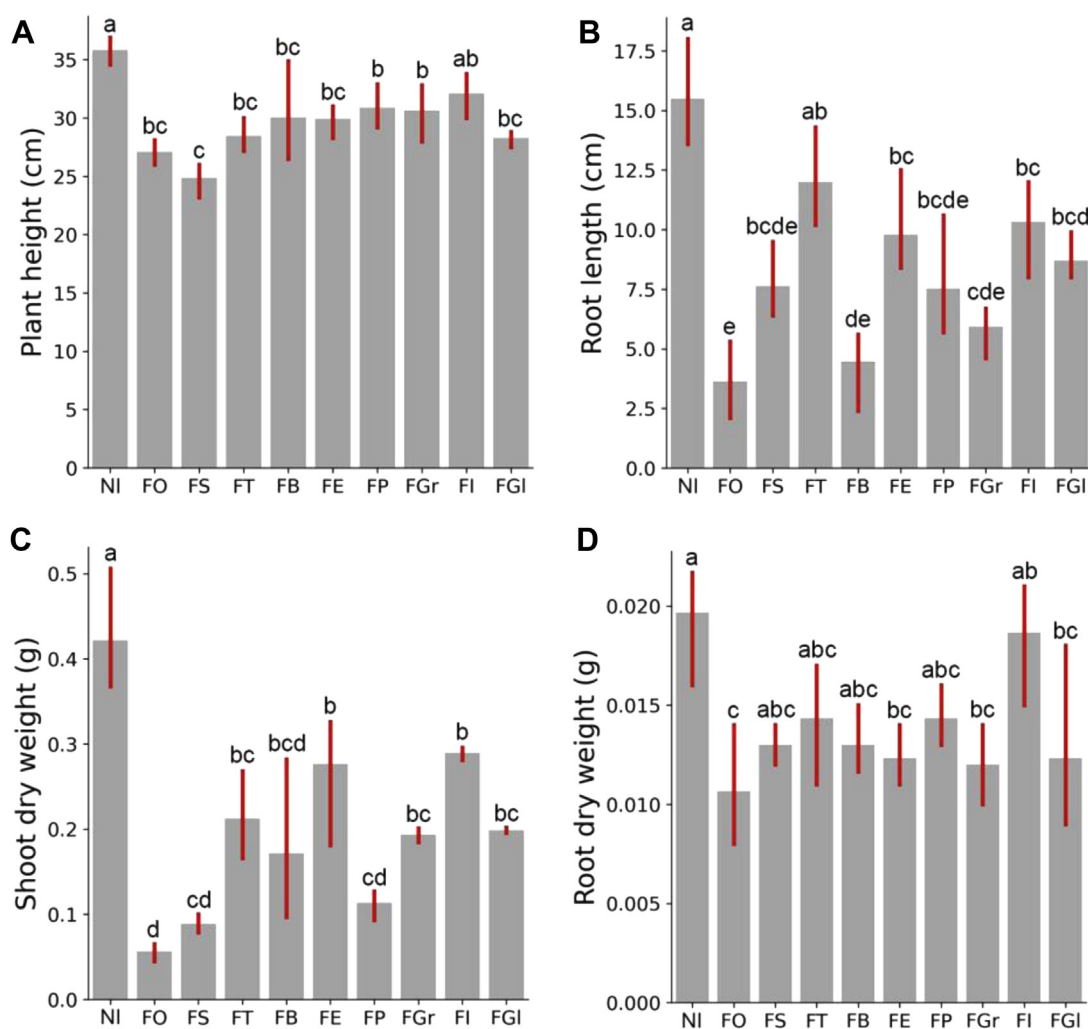 A
Plant height (cm)
35
30
25
20
15
10
5
0
a
bc
c
bc
bc
bc
b
b
ab
bc
NI FO FS FT FB FE FP FGr FI FGl
B
Root length (cm)
17.5
15.0
12.5
10.0
7.5
5.0
2.5
0.0
a
e
bcde
ab
de
bc
bcde
cde
bc
bcd
NI FO FS FT FB FE FP FGr FI FGl
C
Shoot dry weight (g)
0.5
0.4
0.3
0.2
0.1
0.0
a
d
cd
bc
bcd
b
cd
bc
b
bc
NI FO FS FT FB FE FP FGr FI FGl
D
Root dry weight (g)
0.020
0.015
0.010
0.005
0.000
a
c
abc
abc
abc
bc
abc
bc
ab
bc
NI FO FS FT FB FE FP FGr FI FGl